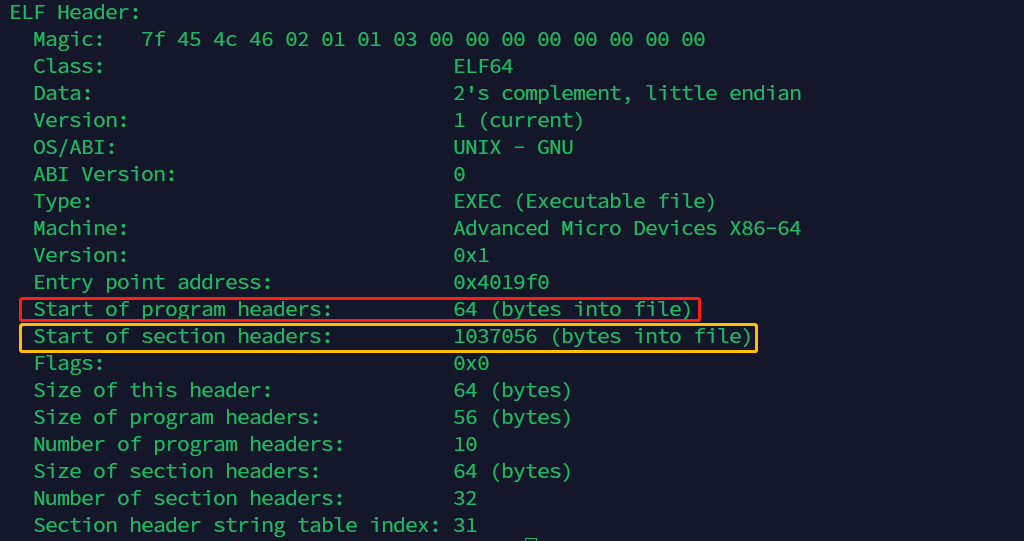 ELF Header:
Magic: 7f 45 4c 46 02 01 01 03 00 00 00 00 00 00 00 00
Class: ELF64
Data: 2's complement, little endian
Version: 1 (current)
OS/ABI: UNIX - GNU
ABI Version: 0
Type: EXEC (Executable file)
Machine: Advanced Micro Devices X86-64
Version: 0x1
Entry point address: 0x4019f0
Start of program headers: 64 (bytes into file)
Start of section headers: 1037056 (bytes into file)
Flags: 0x0
Size of this header: 64 (bytes)
Size of program headers: 56 (bytes)
Number of program headers: 10
Size of section headers: 64 (bytes)
Number of section headers: 32
Section header string table index: 31